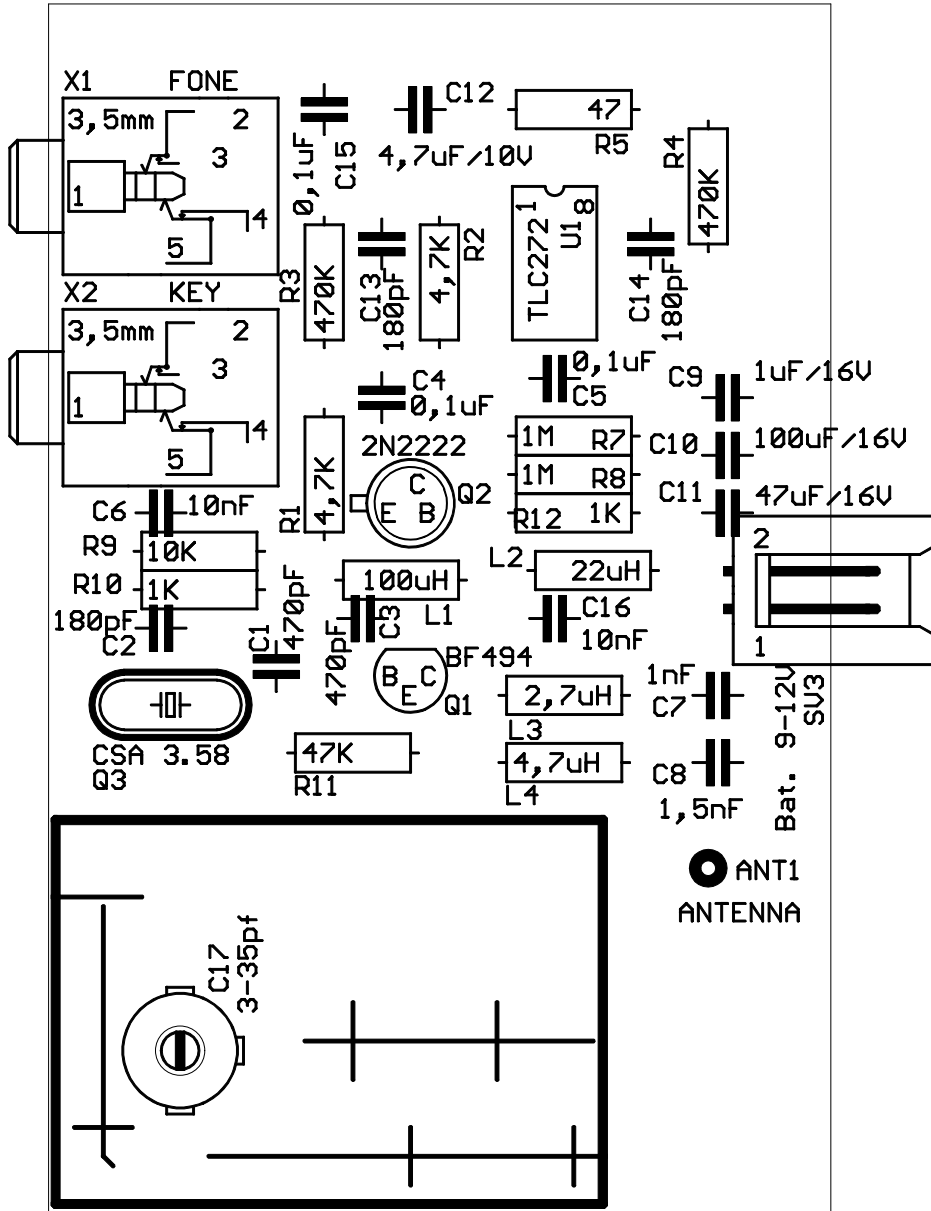 X1 FONE
3,5mm 2
3
1
4
5
0,1uF
C15
C12
4,7uF/10V
47
R5
R4
470K
X2 KEY
3,5mm 2
3
1
4
5
R3
470K
C13
180pF
4,7K
R2
1 8
TLC272
U1
C14
180pF
C4
0,1uF
0,1uF
C5
C9
1uF/16V
C10
100uF/16V
C11
47uF/16V
1M R7
1M R8
R12 1K
2N2222
C
E B
Q2
R1
4,7K
C6
10nF
R9
10K
R10
1K
180pF
C2
C1
470pF
100uH
L1
C3
470pF
L2
22uH
C16
10nF
2
1
BF494
B C
E
Q1
2,7uH
L3
4,7uH
L4
1nF
C7
C8
1,5nF
Bat. 9-12V
SV3
CSA 3.58
Q3
47K
R11
ANT1
ANTENNA
C17
3-35pf